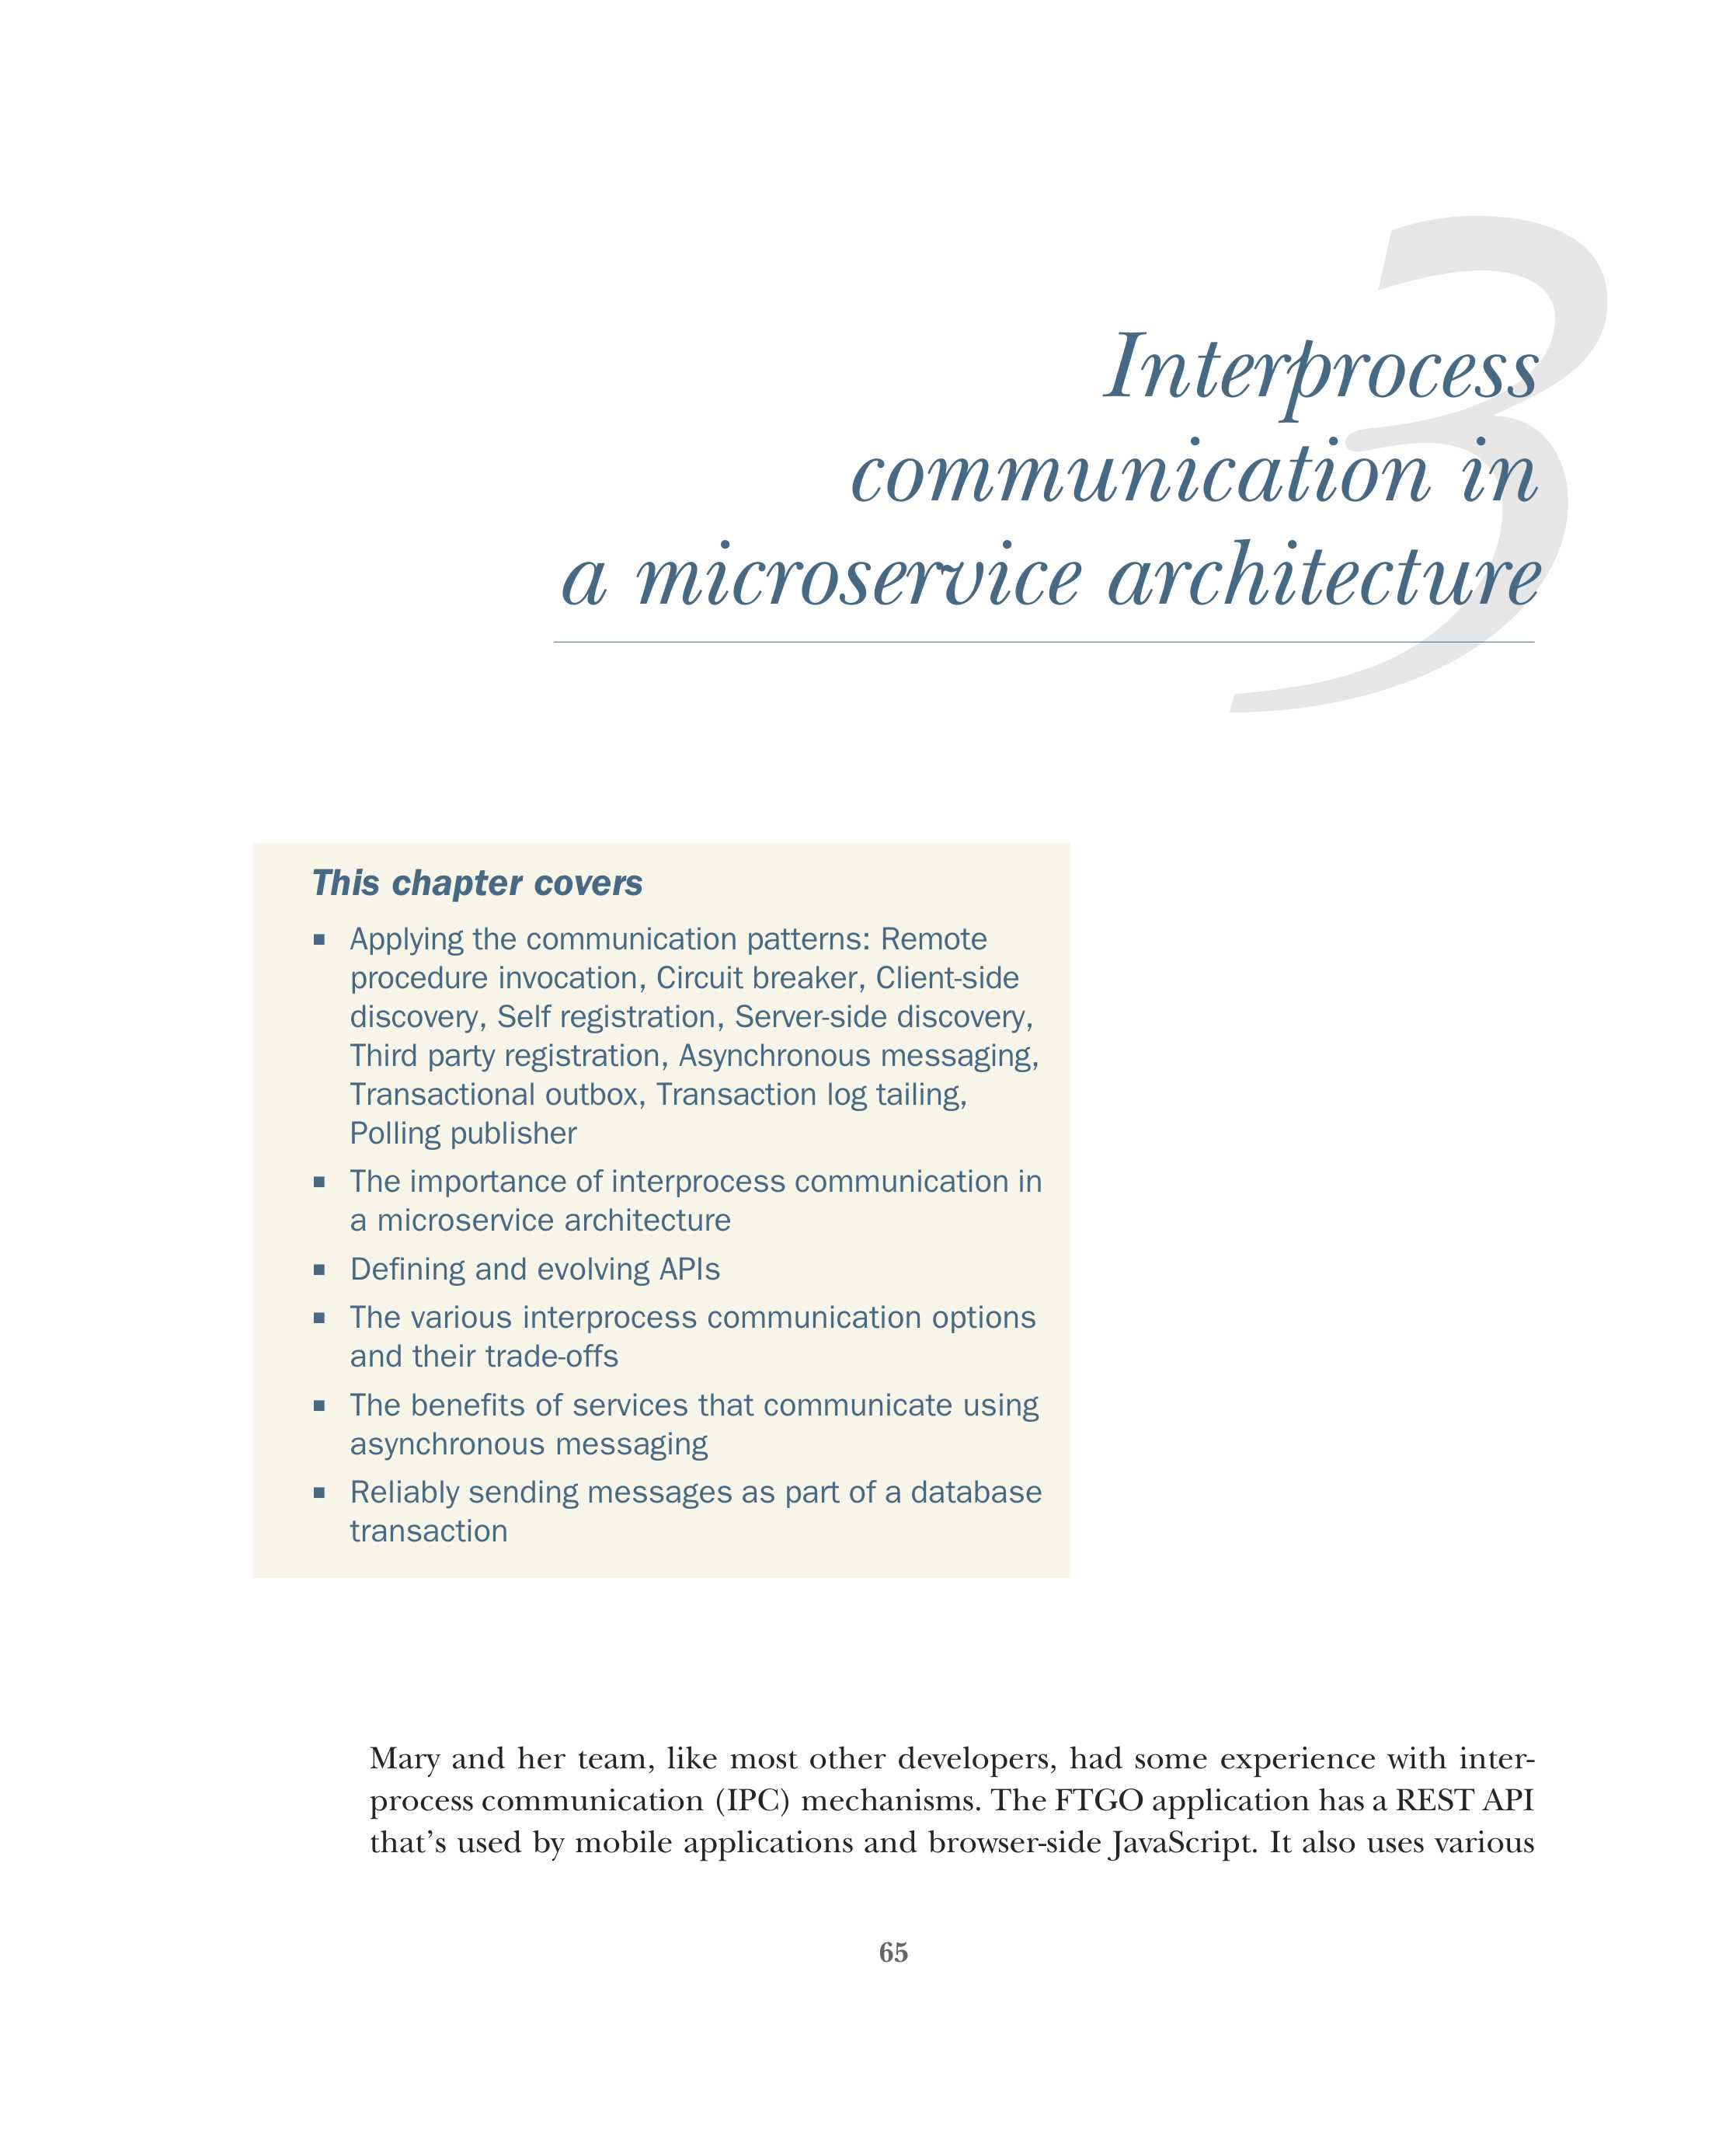 3
Interprocess
communication in
a microservice architecture
This chapter covers
▪ Applying the communication patterns: Remote
procedure invocation, Circuit breaker, Client-side
discovery, Self registration, Server-side discovery,
Third party registration, Asynchronous messaging,
Transactional outbox, Transaction log tailing,
Polling publisher
▪ The importance of interprocess communication in
a microservice architecture
▪ Defining and evolving APIs
▪ The various interprocess communication options
and their trade-offs
▪ The benefits of services that communicate using
asynchronous messaging
▪ Reliably sending messages as part of a database
transaction
Mary and her team, like most other developers, had some experience with inter-
process communication (IPC) mechanisms. The FTGO application has a REST API
that’s used by mobile applications and browser-side JavaScript. It also uses various
65